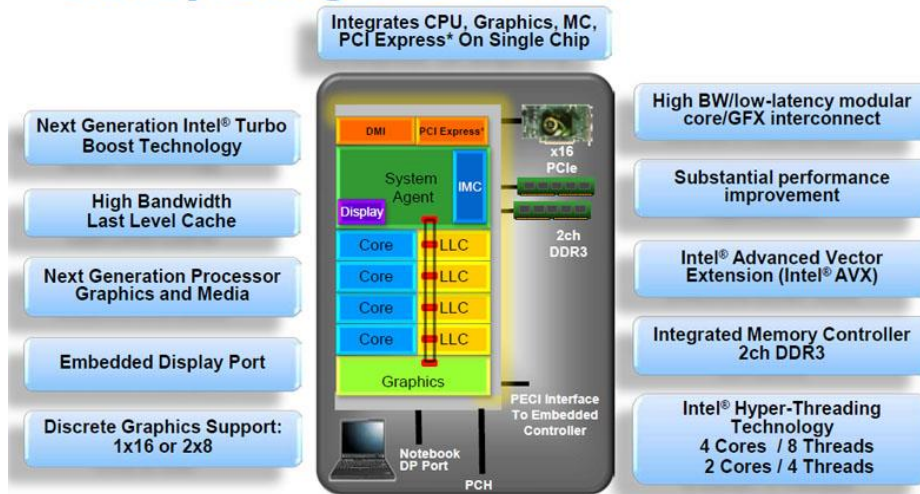 Integrates CPU, Graphics, MC,
PCI Express* On Single Chip
Next Generation Intel® Turbo
Boost Technology
High Bandwidth
Last Level Cache
Next Generation Processor
Graphics and Media
Embedded Display Port
Discrete Graphics Support:
1x16 or 2x8
DMI
PCI Express*
System
Agent
IMC
Display
Core
LLC
Core
LLC
Core
LLC
Core
LLC
Graphics
x16
PCIe
2ch
DDR3
PECI Interface
To Embedded
Controller
Notebook
DP Port
PCH
High BW/low-latency modular
core/GFX interconnect
Substantial performance
improvement
Intel® Advanced Vector
Extension (Intel® AVX)
Integrated Memory Controller
2ch DDR3
Intel® Hyper-Threading
Technology
4 Cores / 8 Threads
2 Cores / 4 Threads